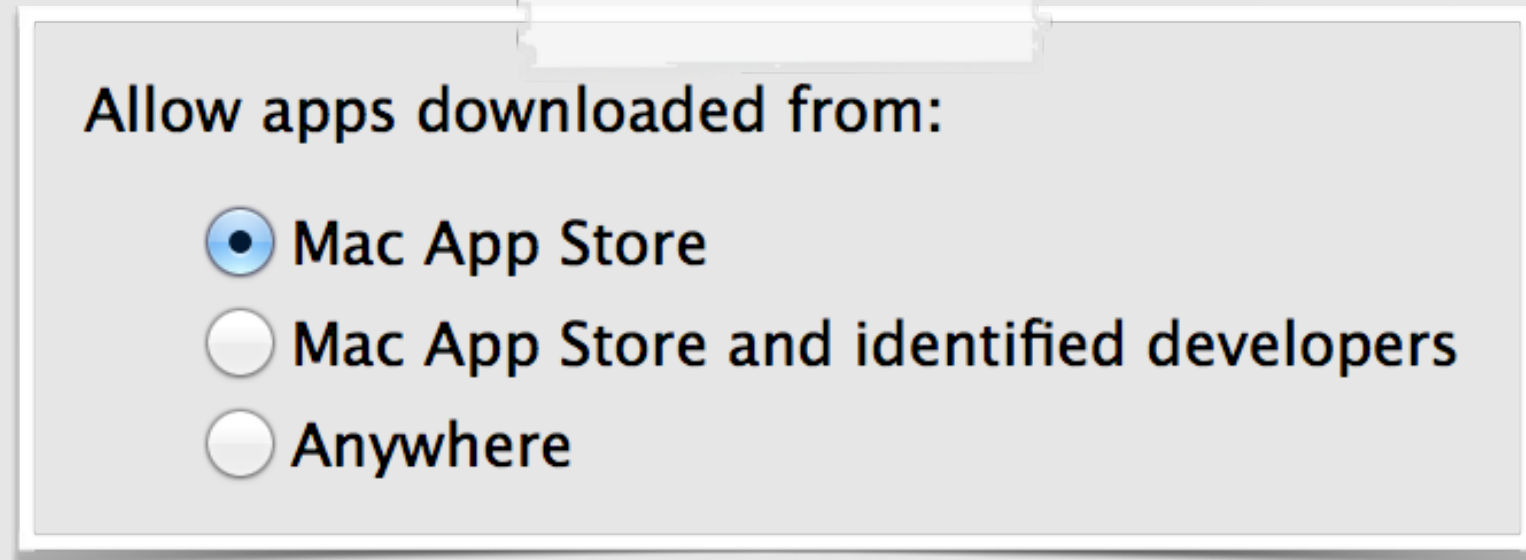 Allow apps downloaded from:
Mac App Store
Mac App Store and identified developers
Anywhere